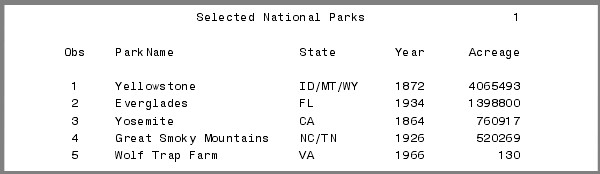 Selected National Parks 1
Obs ParkName State Year Acreage
1 Yellowstone ID/MT/WY 1872 4065493
2 Everglades FL 1934 1398800
3 Yosemite CA 1864 760917
4 Great Smoky Mountains NC/TN 1926 520269
5 Wolf Trap Farm VA 1966 130